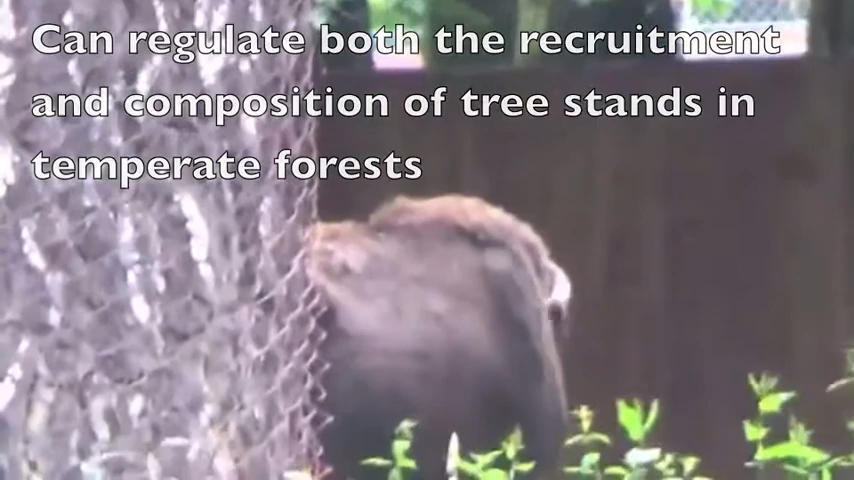 Can regulate both the recruitment
and composition of tree stands in
temperate forests